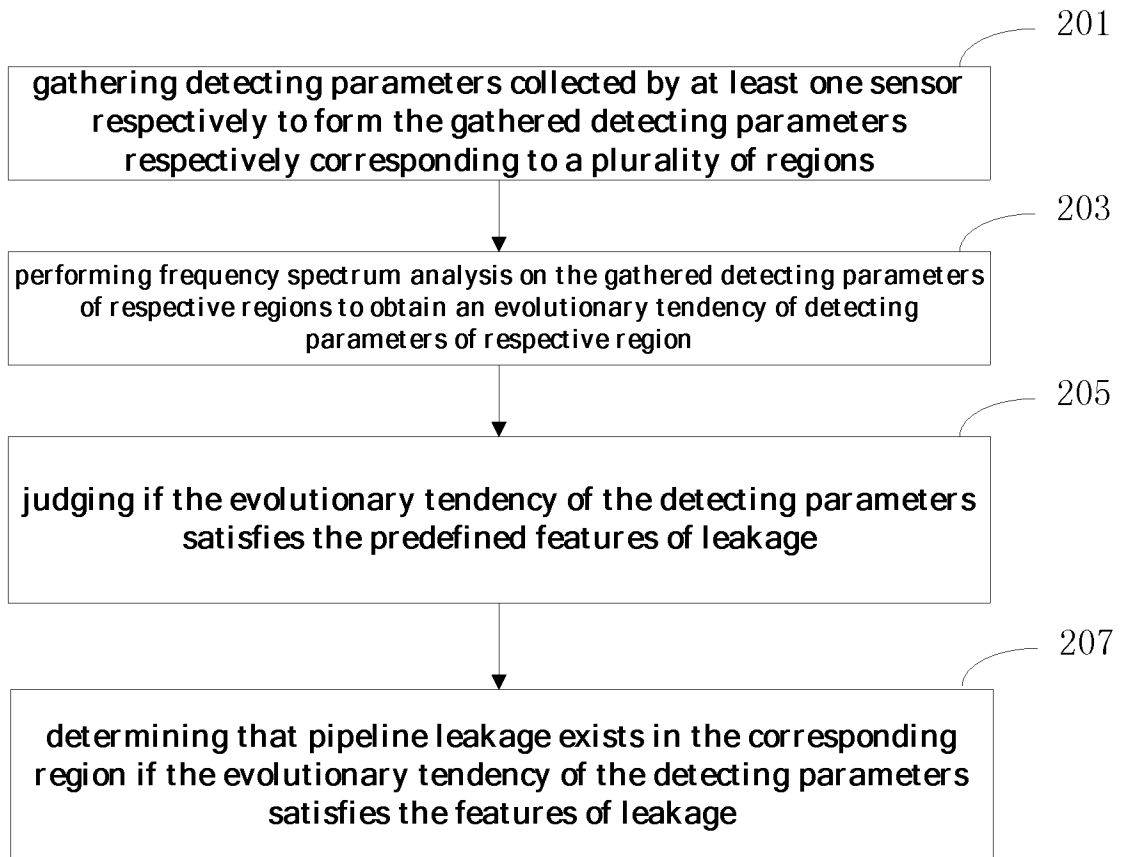 201
gathering detecting parameters collected by at least one sensor
respectively to form the gathered detecting parameters
respectively corresponding to a plurality of regions
203
performing frequency spectrum analysis on the gathered detecting parameters
of respective regions to obtain an evolutionary tendency of detecting
parameters of respective region
205
judging if the evolutionary tendency of the detecting parameters
satisfies the predefined features of leakage
207
determining that pipeline leakage exists in the corresponding
region if the evolutionary tendency of the detecting parameters
satisfies the features of leakage